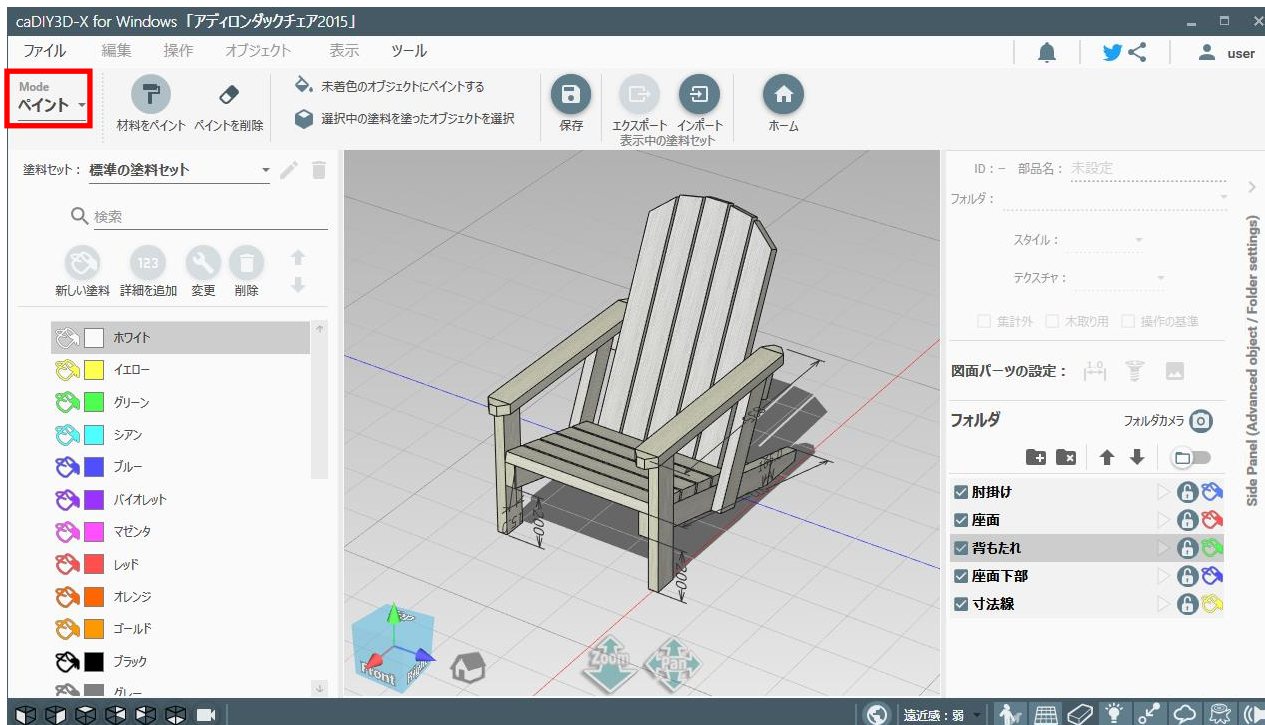 caDIY3D-X for Windows「アディロンダックチェア2015」
ファイル 編集 操作 オブジェクト 表示 ツール
user
Mode
ペイント
材料をペイント ペイントを削除
未着色のオブジェクトにペイントする
選択中の塗料を塗ったオブジェクトを選択
保存
エクスポート インポート
表示中の塗料セット
ホーム
塗料セット： 標準の塗料セット
検索
123
新しい塗料 詳細を追加 変更 削除
ホワイト
イエロー
グリーン
シアン
ブルー
バイオレット
マゼンタ
レッド
オレンジ
ゴールド
ブラック
グレー
Front
Zoom
Pan
ID：− 部品名： 未設定
フォルダ：
スタイル：
テクスチャ：
集計外 木取り用 操作の基準
図面パーツの設定： 1.0
フォルダ フォルダカメラ
肘掛け
座面
背もたれ
座面下部
寸法線
Side Panel (Advanced object / Folder settings)
遠近感：弱